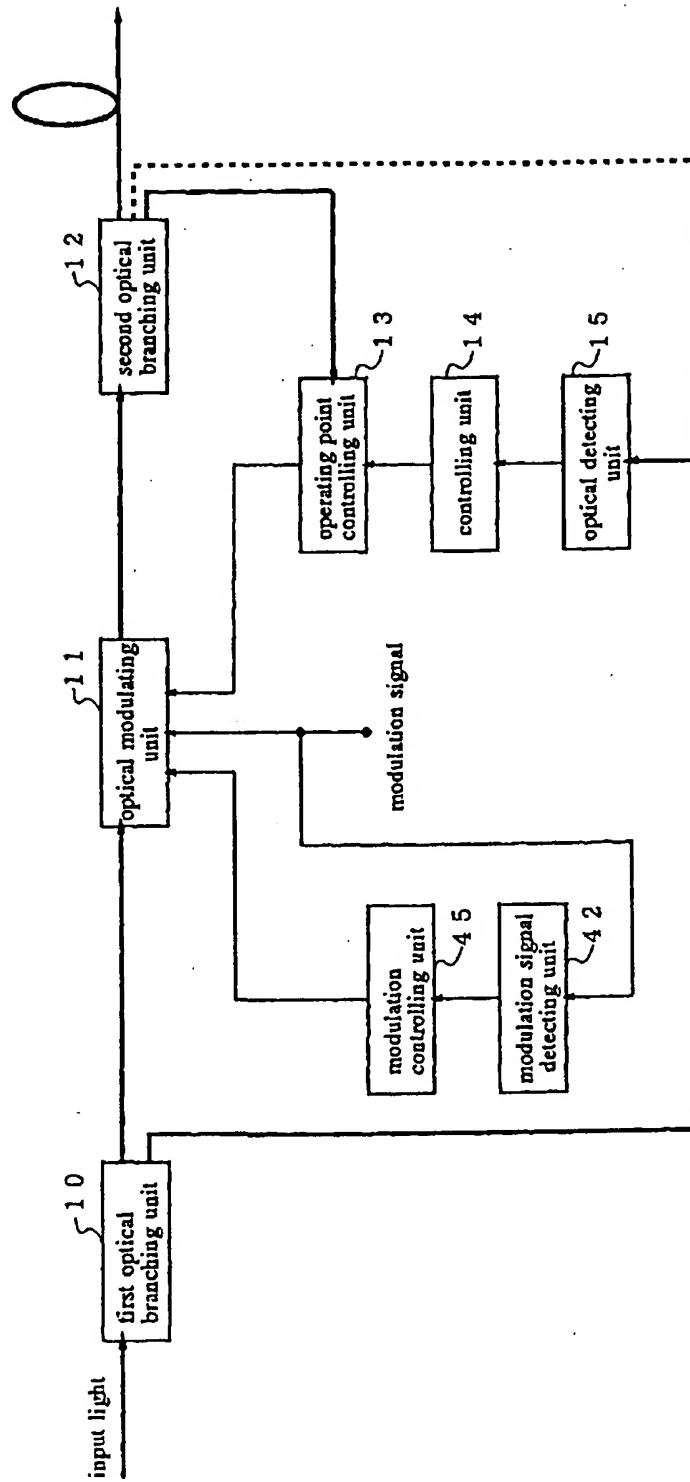 input light
10
first optical
branching unit
11
optical modulating
unit
12
second optical
branching unit
modulation signal
operating point
controlling unit
13
controlling unit
14
optical detecting
unit
15
modulation
controlling unit
45
modulation signal
detecting unit
42